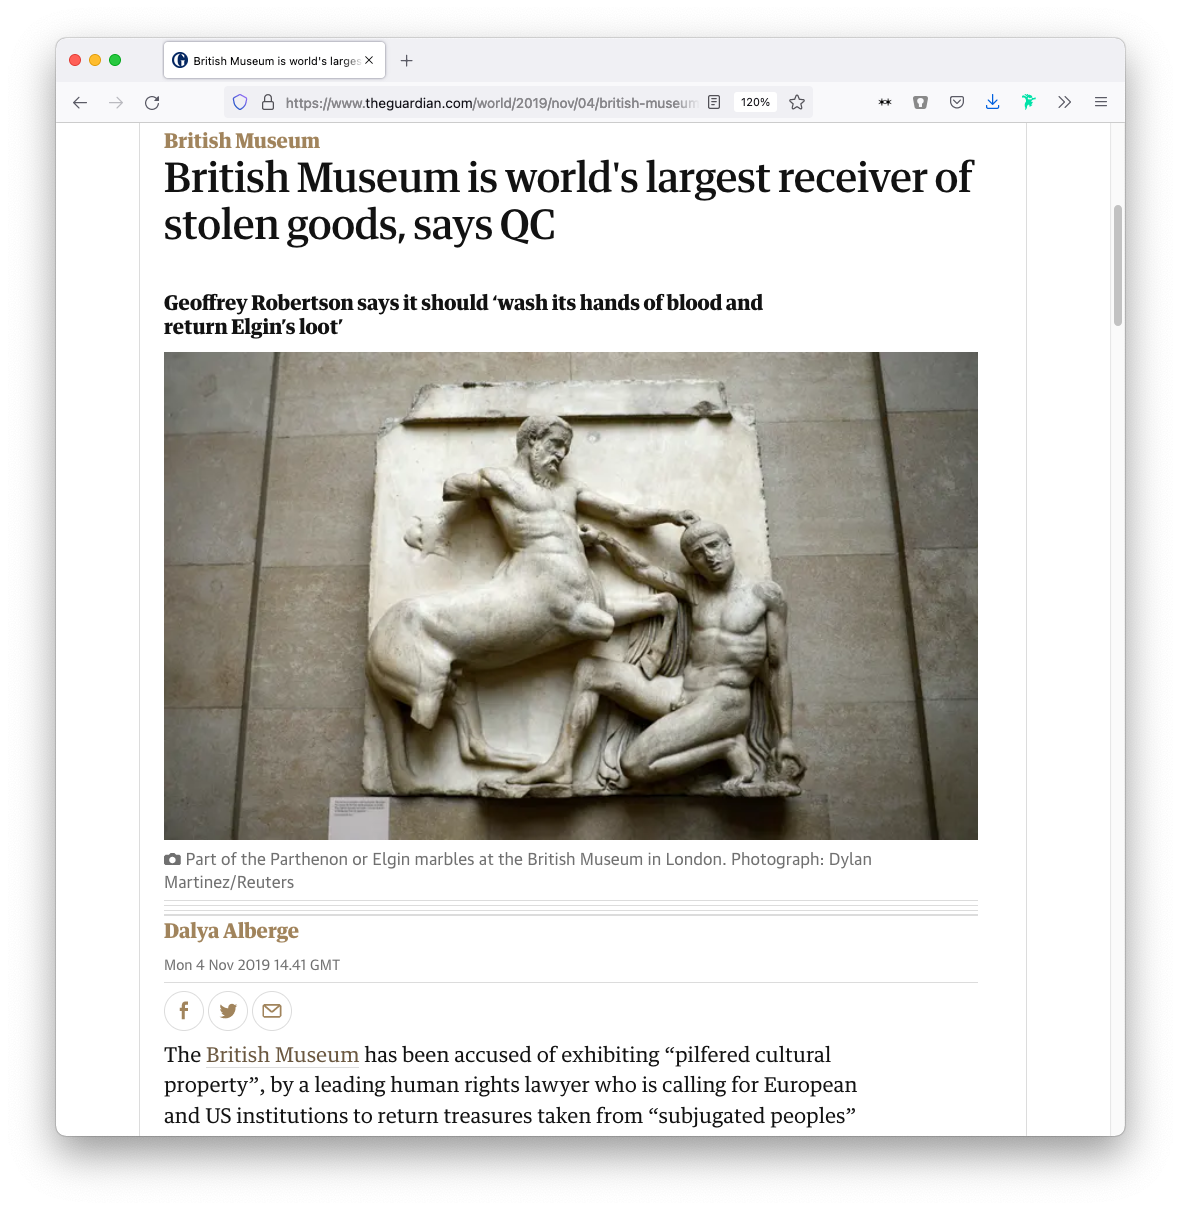 British Museum is world's larges
https://www.theguardian.com/world/2019/nov/04/british-museum
120%
British Museum
British Museum is world's largest receiver of
stolen goods, says QC
Geoffrey Robertson says it should ‘wash its hands of blood and
return Elgin’s loot’
Part of the Parthenon or Elgin marbles at the British Museum in London. Photograph: Dylan
Martinez/Reuters
Dalya Alberge
Mon 4 Nov 2019 14.41 GMT
The British Museum has been accused of exhibiting “pilfered cultural
property”, by a leading human rights lawyer who is calling for European
and US institutions to return treasures taken from “subjugated peoples”